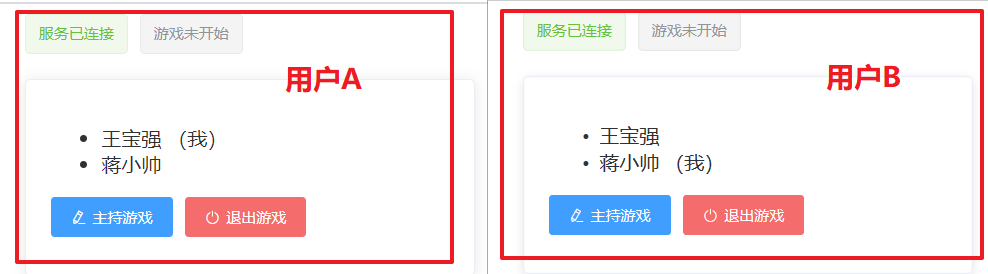 服务已连接 游戏未开始
用户A
王宝强 （我）
蒋小帅
主持游戏 退出游戏
服务已连接 游戏未开始
用户B
王宝强
蒋小帅 （我）
主持游戏 退出游戏